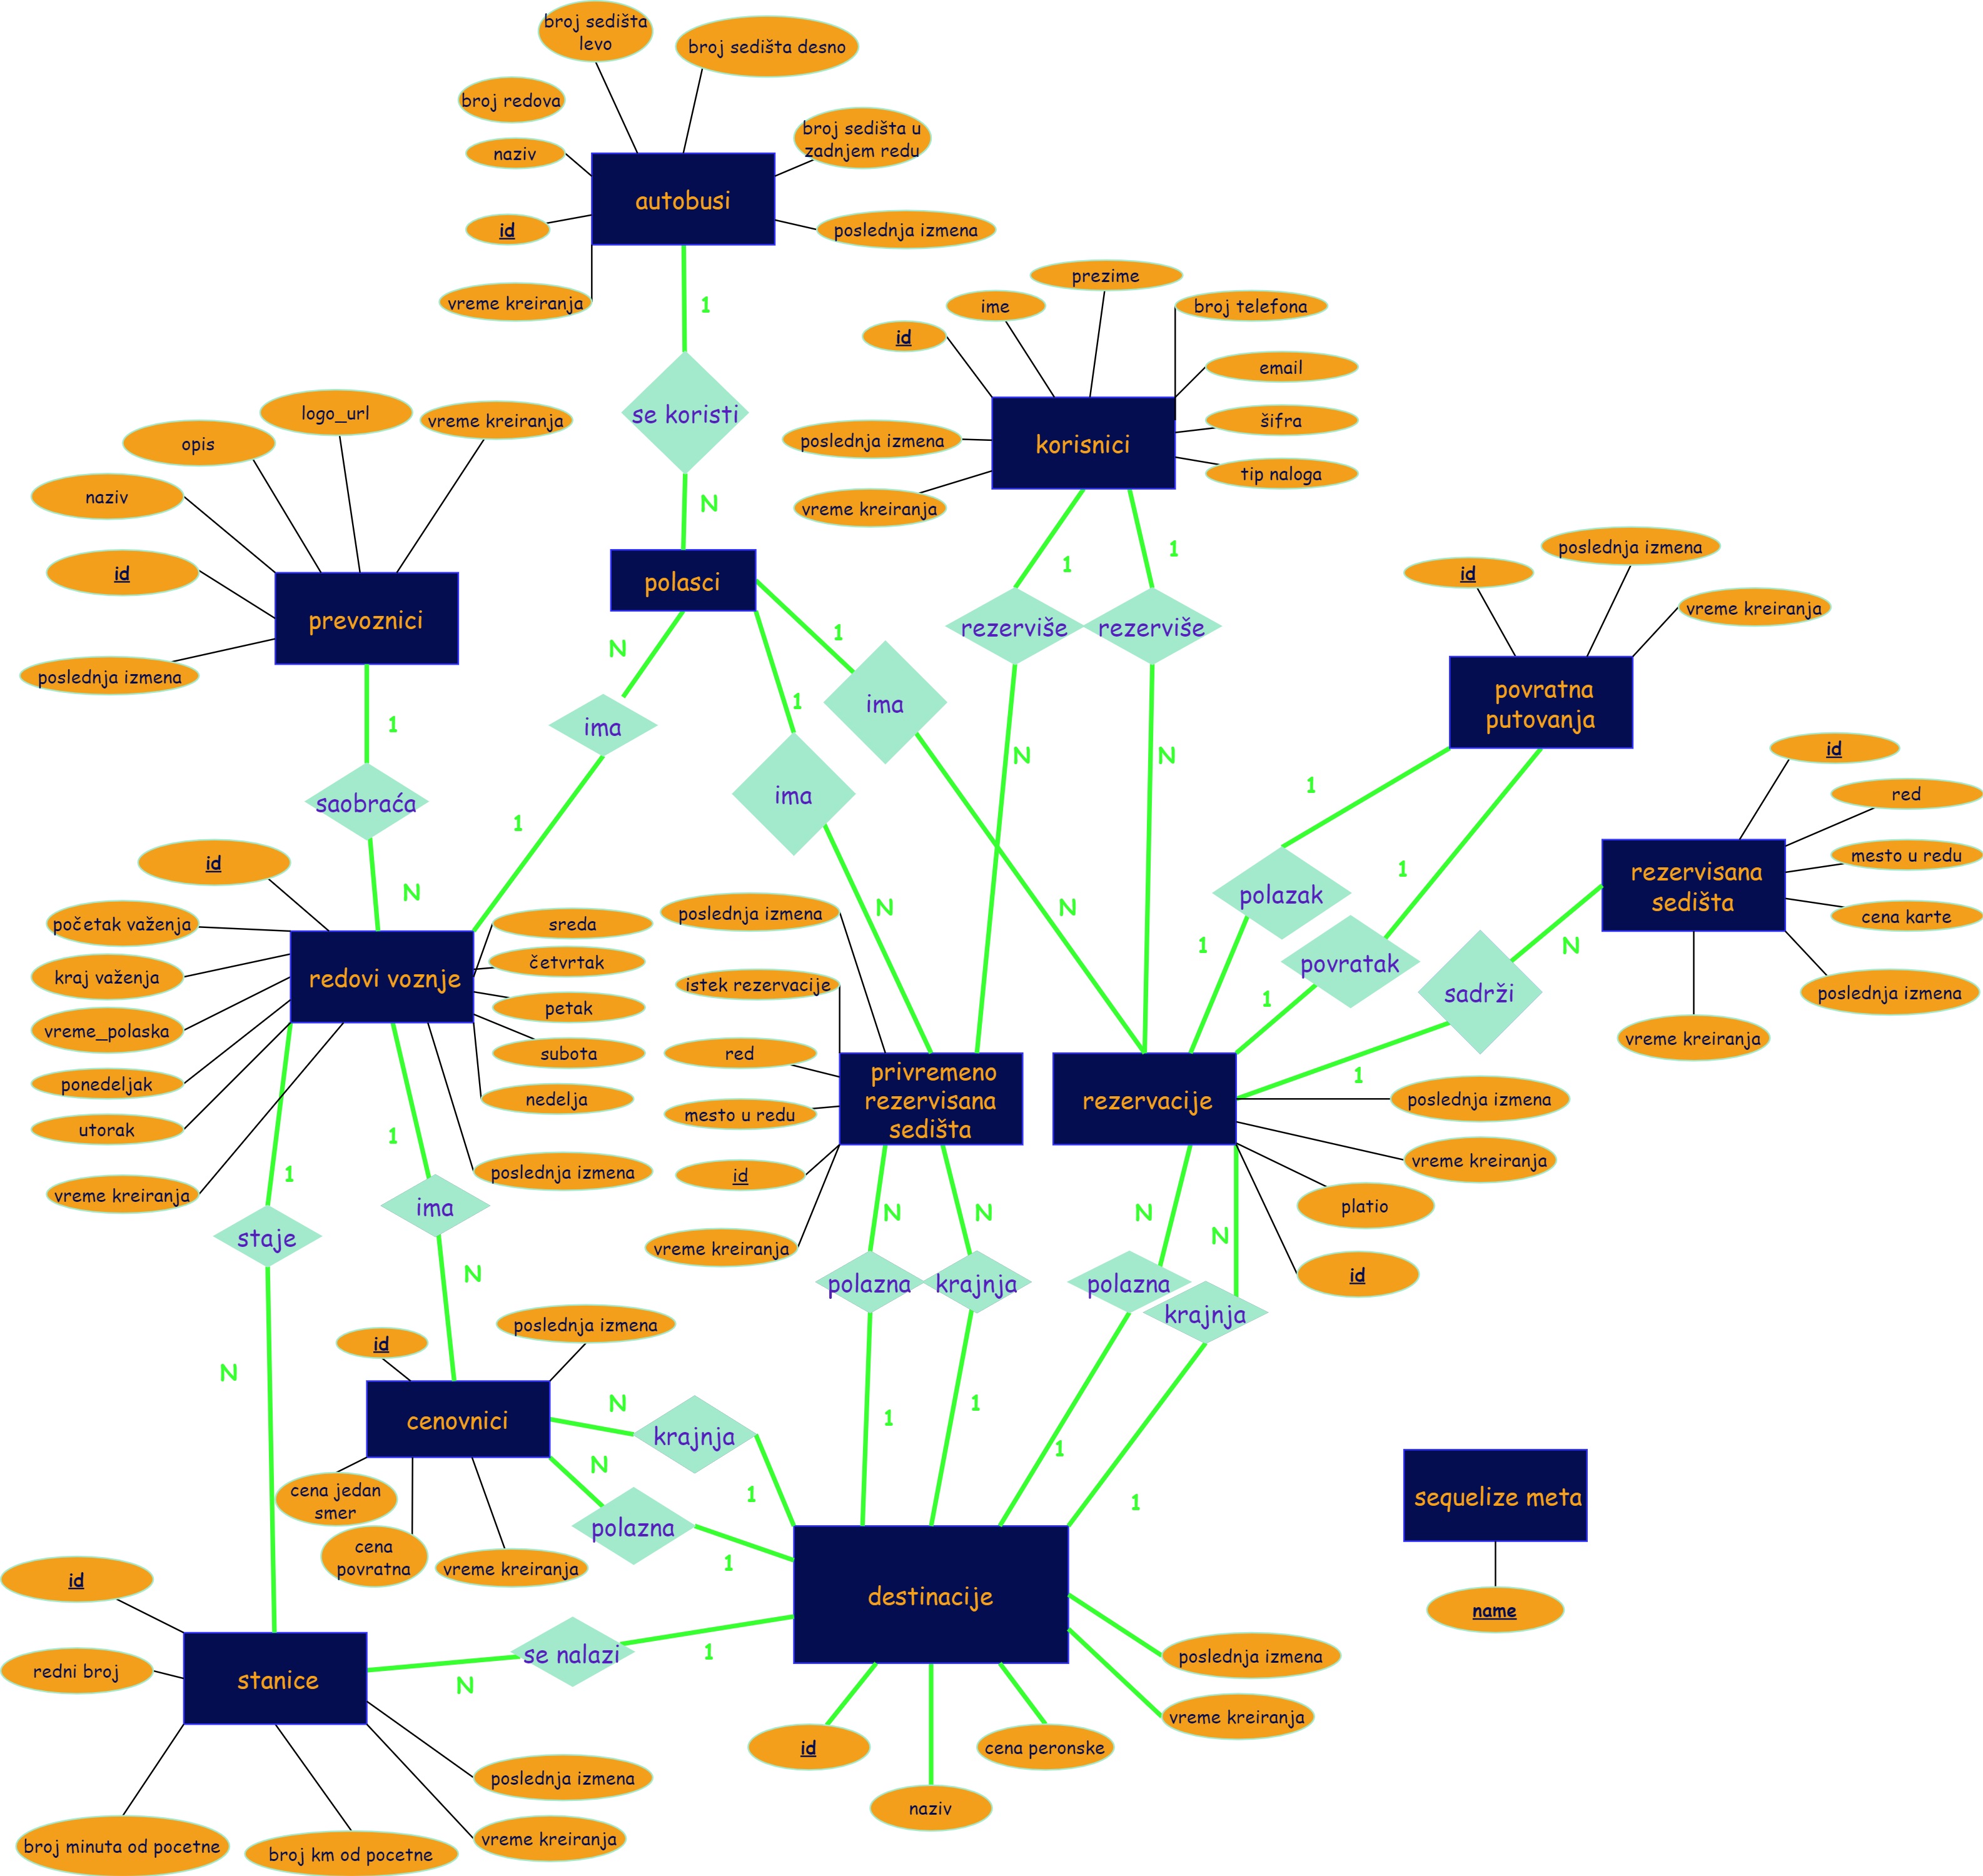 broj sedišta
levo
broj sedišta desno
broj redova
broj sedišta u
zadnjem redu
naziv
autobusi
id
poslednja izmena
vreme kreiranja
1
se koristi
N
prezime
ime
broj telefona
id
email
šifra
korisnici
poslednja izmena
tip naloga
vreme kreiranja
logo_url
vreme kreiranja
opis
naziv
id
prevoznici
poslednja izmena
polasci
1
1
poslednja izmena
id
vreme kreiranja
povratna
putovanja
rezerviše
rezerviše
N
1
ima
1
ima
1
ima
N
N
1
saobraća
1
N
N
N
1
1
polazak
1
povratak
1
id
red
rezervisana
sedišta
mesto u redu
cena karte
poslednja izmena
vreme kreiranja
sadrži
N
1
id
početak važenja
kraj važenja
vreme_polaska
ponedeljak
utorak
vreme kreiranja
redovi voznje
sreda
četvrtak
petak
subota
nedelja
poslednja izmena
poslednja izmena
istek rezervacije
red
mesto u redu
id
vreme kreiranja
privremeno
rezervisana
sedišta
rezervacije
poslednja izmena
vreme kreiranja
platio
id
1
1
staje
ima
N
N
N
N
N
N
polazna
krajnja
polazna
krajnja
1
1
1
1
id
poslednja izmena
cenovnici
cena jedan
smer
cena
povratna
vreme kreiranja
N
krajnja
1
N
polazna
1
sequelize meta
name
destinacije
id
naziv
cena peronske
poslednja izmena
vreme kreiranja
se nalazi
1
N
id
redni broj
stanice
broj minuta od pocetne
broj km od pocetne
poslednja izmena
vreme kreiranja